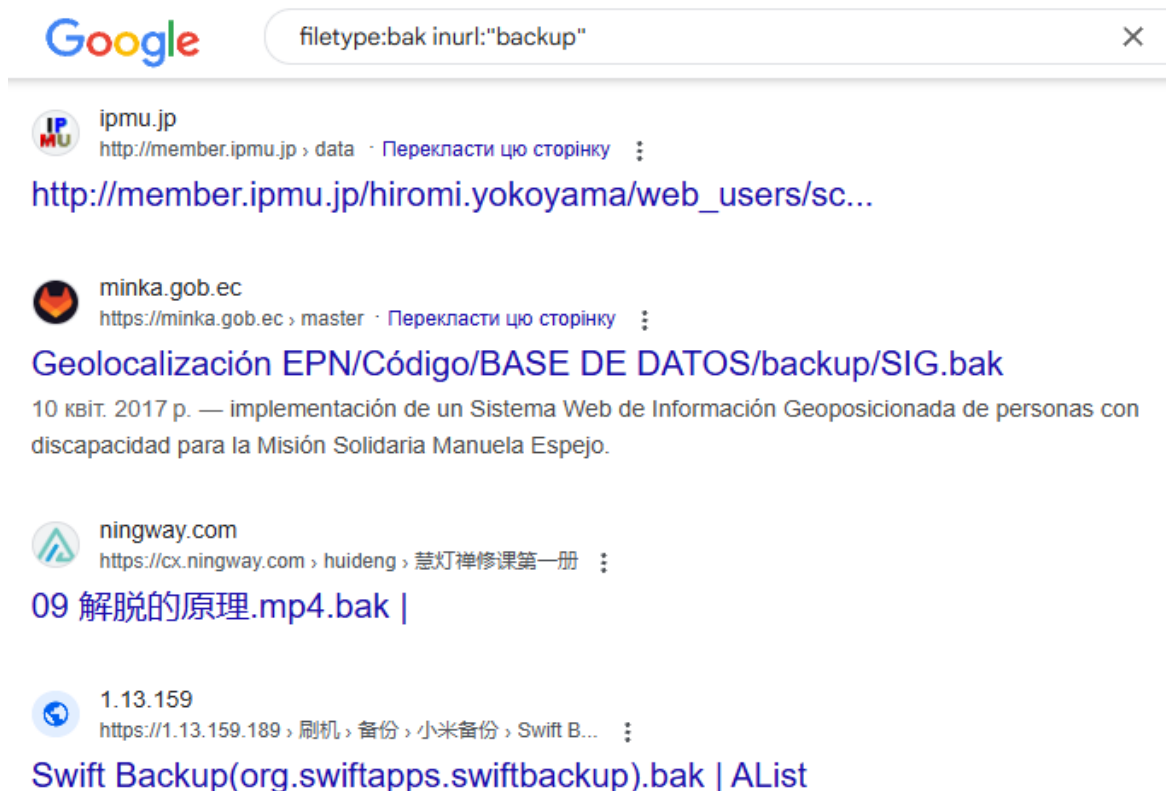 Google
filetype:bak inurl:"backup"
IPMU
ipmu.jp
http://member.ipmu.jp › data · Перекласти цю сторінку
http://member.ipmu.jp/hiromi.yokoyama/web_users/sc...
minka.gob.ec
https://minka.gob.ec › master · Перекласти цю сторінку
Geolocalización EPN/Código/BASE DE DATOS/backup/SIG.bak
10 квіт. 2017 р. — implementación de un Sistema Web de Información Geoposicionada de personas con
discapacidad para la Misión Solidaria Manuela Espejo.
ningway.com
https://cx.ningway.com › huideng › 慧灯禅修课第一册
09 解脱的原理.mp4.bak |
1.13.159
https://1.13.159.189 › 刷机 › 备份 › 小米备份 › Swift B...
Swift Backup(org.swiftapps.swiftbackup).bak | AList